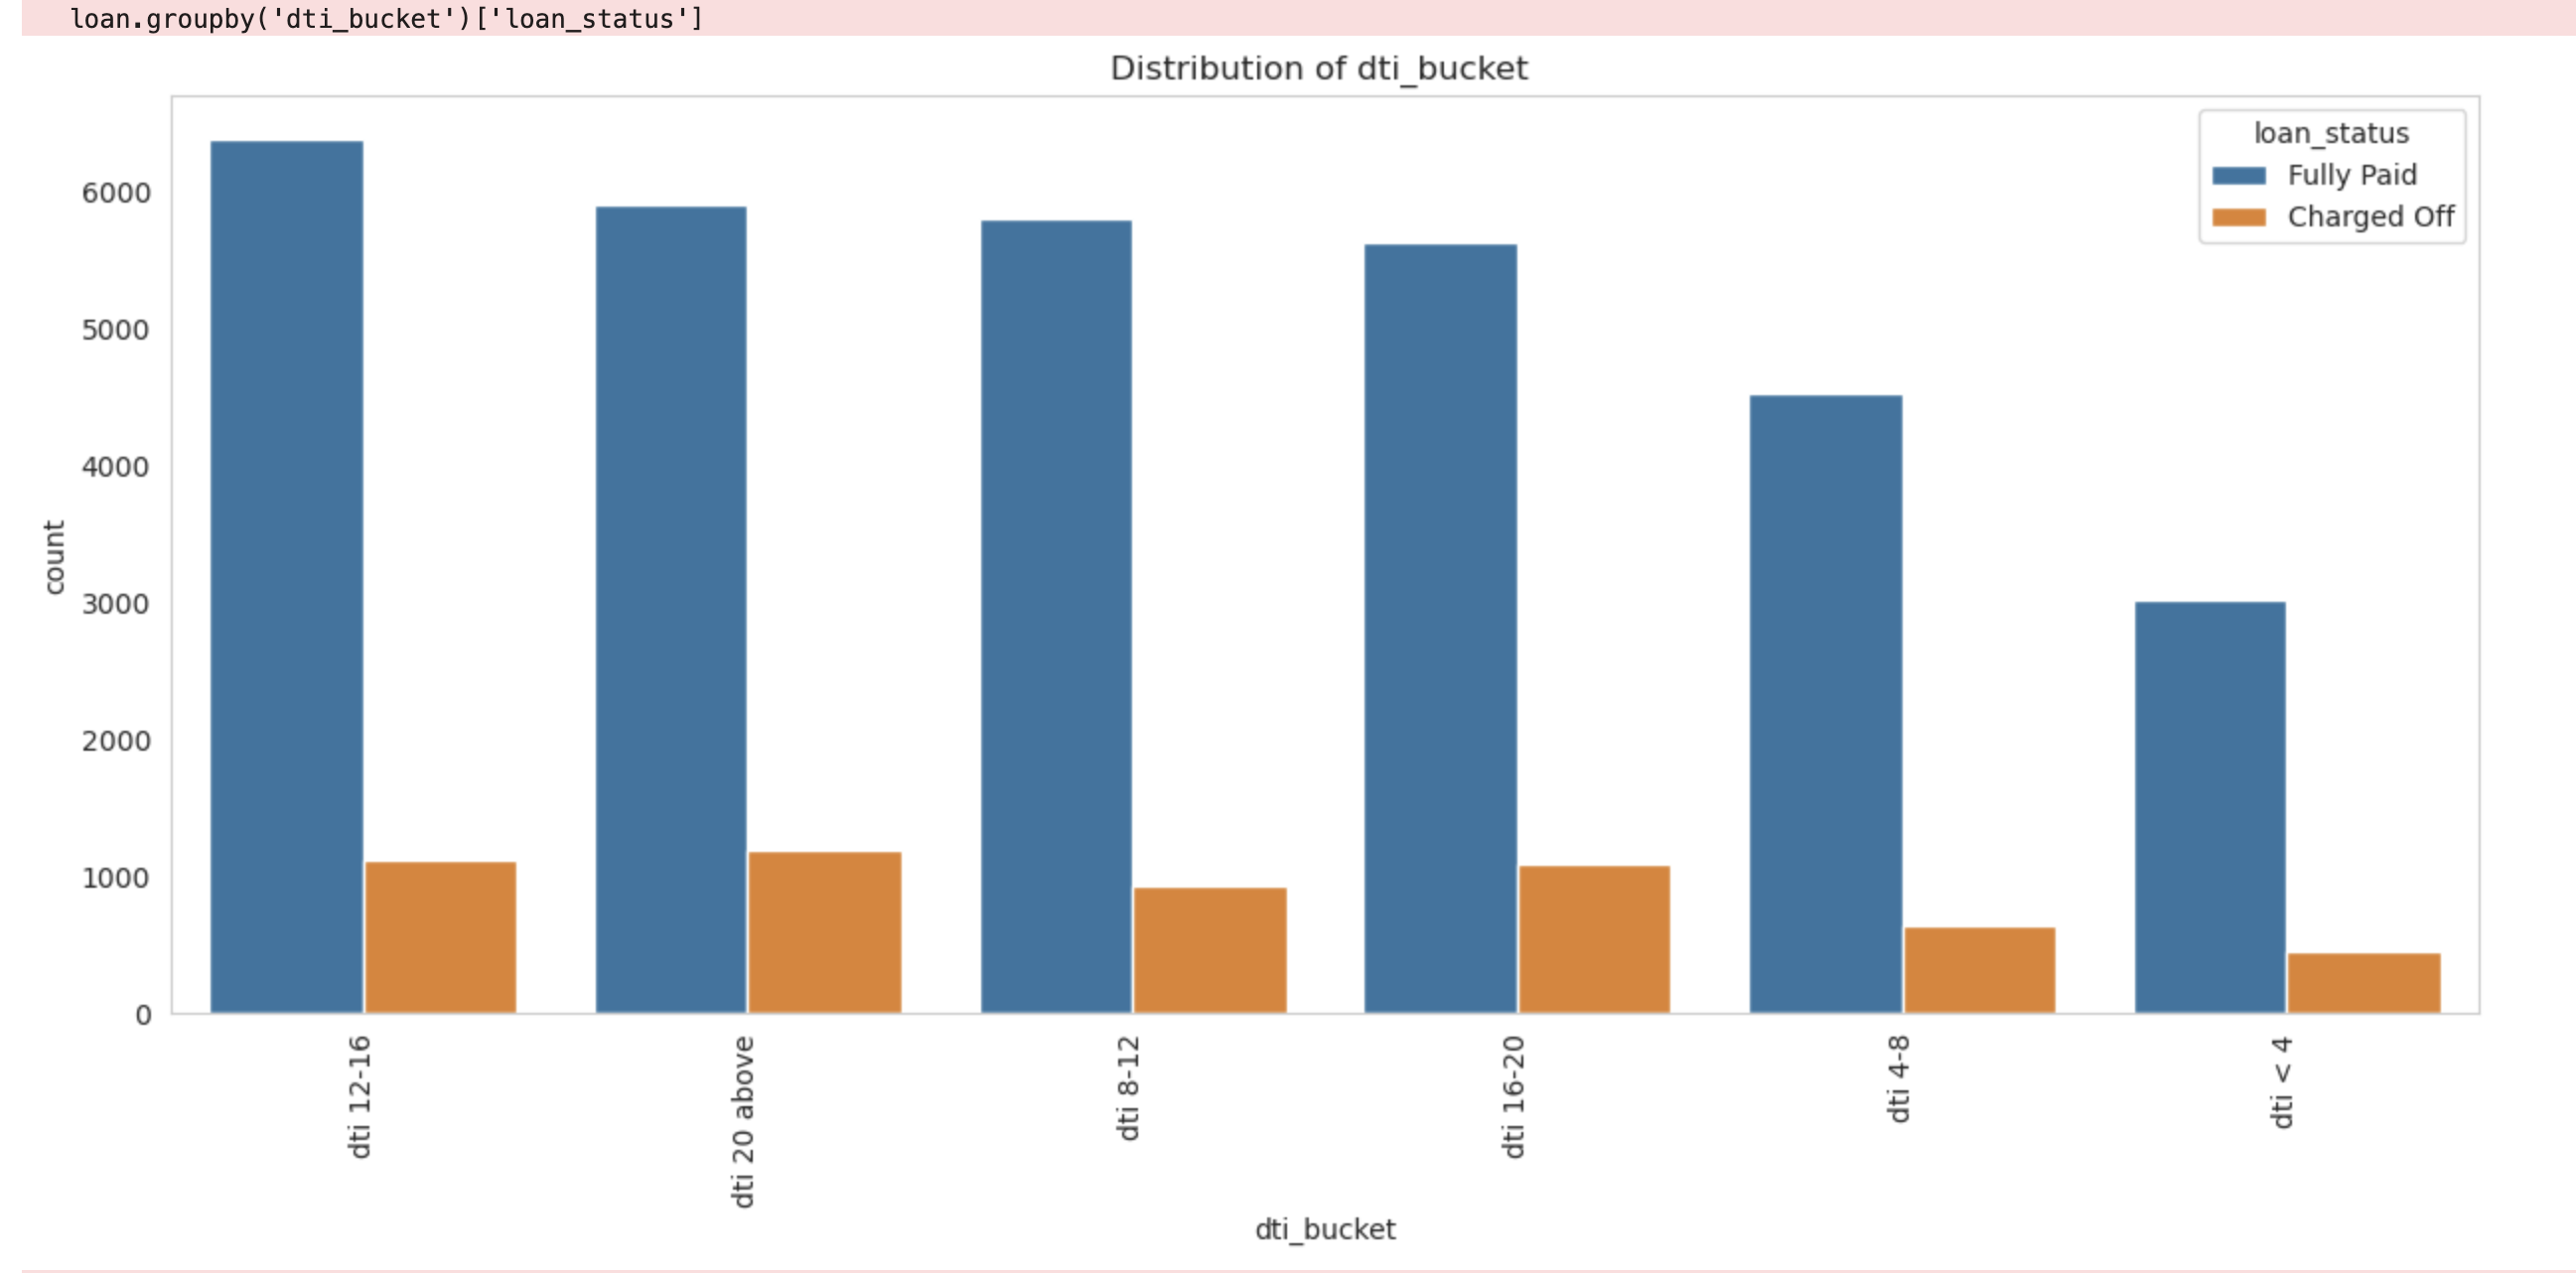 loan.groupby('dti_bucket')['loan_status']
Distribution of dti_bucket
loan_status
Fully Paid
Charged Off
count
6000
5000
4000
3000
2000
1000
0
dti 12-16
dti 20 above
dti 8-12
dti 16-20
dti 4-8
dti < 4
dti_bucket